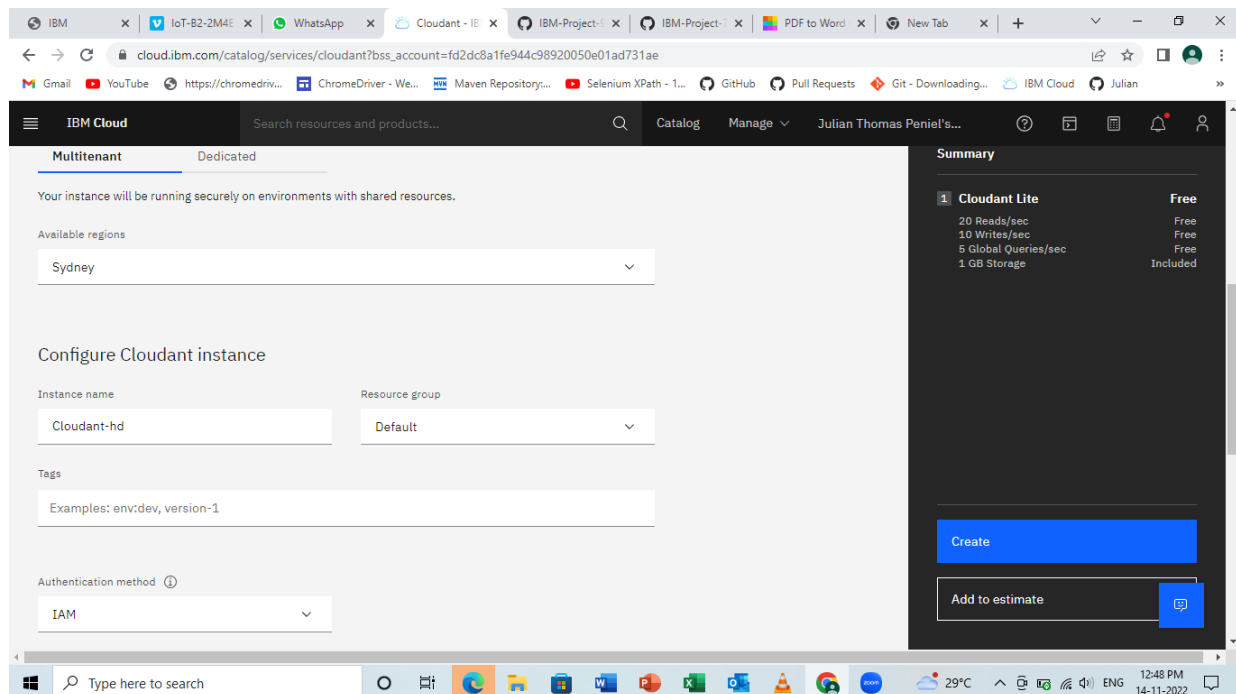 IBM
IoT-B2-2M4E
WhatsApp
Cloudant - IB
IBM-Project-9
IBM-Project-7
PDF to Word
New Tab
cloud.ibm.com/catalog/services/cloudant?bss_account=fd2dc8a1fe944c98920050e01ad731ae
Gmail
YouTube
https://chromedriv...
ChromeDriver - We...
MVN
Maven Repository:...
Selenium XPath - 1...
GitHub
Pull Requests
Git - Downloading...
IBM Cloud
Julian
IBM Cloud
Search resources and products...
Catalog
Manage
Julian Thomas Peniel's...
Multitenant
Dedicated
Your instance will be running securely on environments with shared resources.
Available regions
Sydney
Configure Cloudant instance
Instance name
Resource group
Cloudant-hd
Default
Tags
Examples: env:dev, version-1
Authentication method
IAM
Summary
1 Cloudant Lite Free
20 Reads/sec Free
10 Writes/sec Free
5 Global Queries/sec Free
1 GB Storage Included
Create
Add to estimate
Type here to search
zoom
29°C
ENG
12:48 PM
14-11-2022